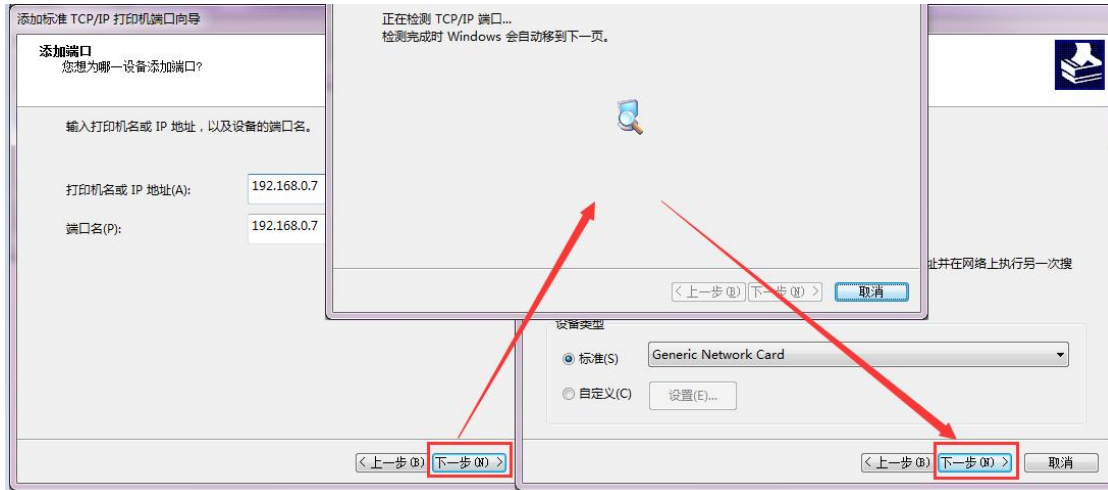 添加标准 TCP/IP 打印机端口向导
添加端口
您想为哪一设备添加端口?
输入打印机名或 IP 地址，以及设备的端口名。
打印机名或 IP 地址(A):
192.168.0.7
端口名(P):
192.168.0.7
<上一步(B)
下一步(N) >
正在检测 TCP/IP 端口...
检测完成时 Windows 会自动移到下一页。
<上一步(B)
下一步(N) >
取消
址并在网络上执行另一次搜
设备类型
标准(S)
Generic Network Card
自定义(C)
设置(E)...
<上一步(B)
下一步(N) >
取消